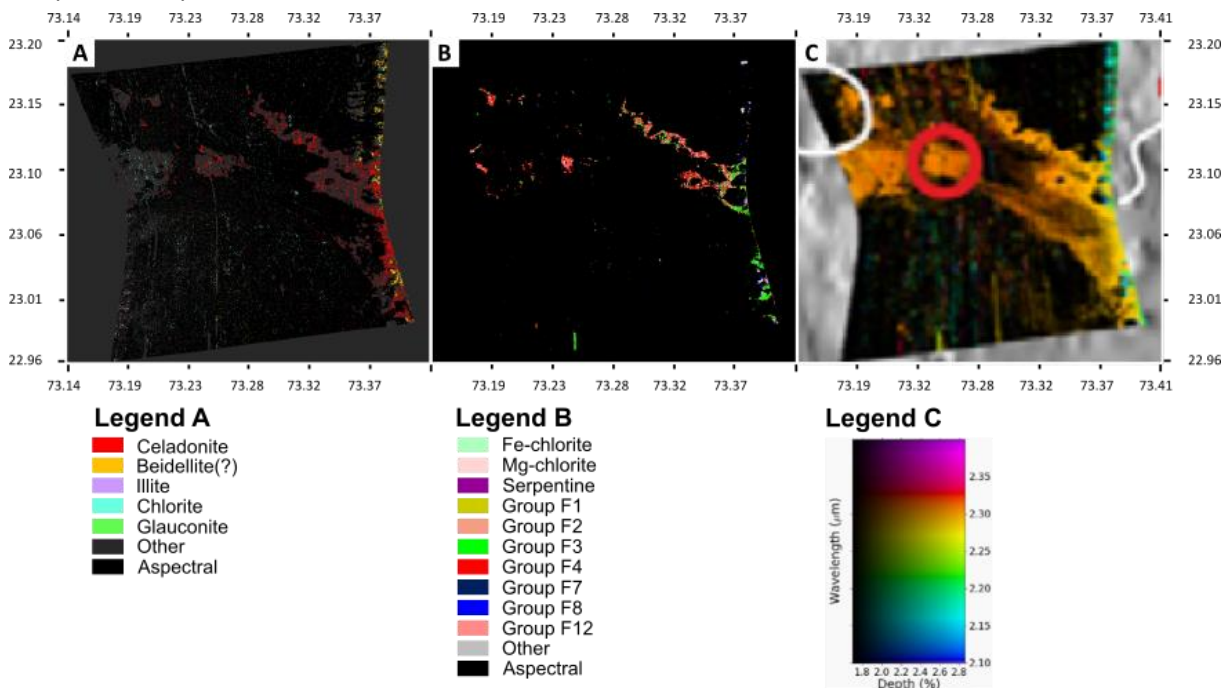 73.14 73.19 73.23 73.28 73.32 73.37 73.19 73.23 73.28 73.32 73.37 73.19 73.32 73.28 73.32 73.37 73.41
A B C
23.20 23.20
23.15 23.15
23.10 23.10
23.06 23.06
23.01 23.01
22.96 22.96
73.14 73.19 73.23 73.28 73.32 73.37 73.19 73.23 73.28 73.32 73.37 73.19 73.32 73.28 73.32 73.37 73.41
Legend A
Celadonite
Beidellite(?)
Illite
Chlorite
Glauconite
Other
Aspectral
Legend B
Fe-chlorite
Mg-chlorite
Serpentine
Group F1
Group F2
Group F3
Group F4
Group F7
Group F8
Group F12
Other
Aspectral
Legend C
Wavelength (μm)
2.35
2.30
2.25
2.20
2.15
2.10
1.8 2.0 2.2 2.4 2.6 2.8
Depth (%)